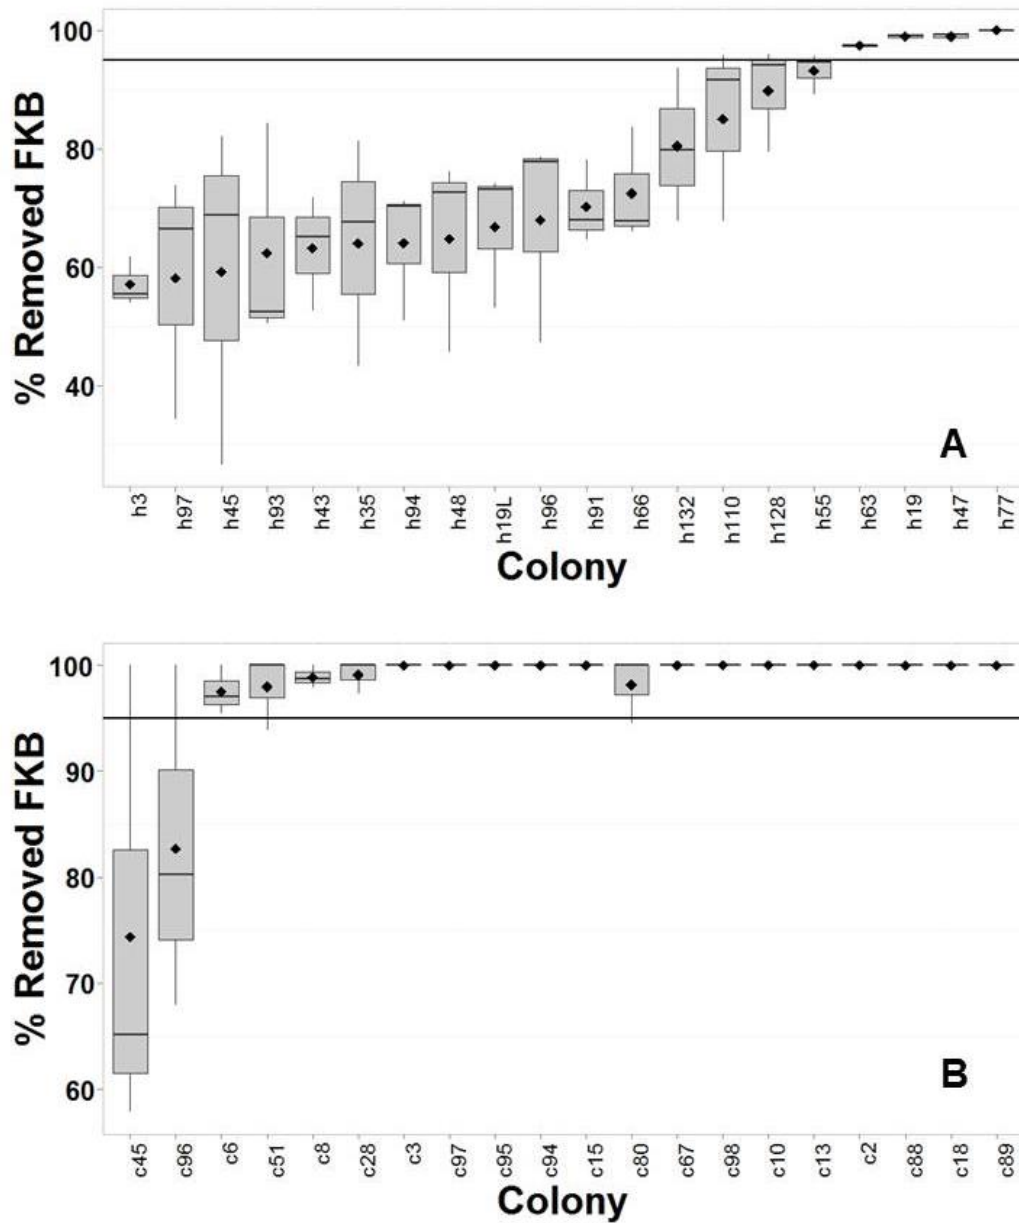 % Removed FKB
100
80
60
40
A
h3 h97 h45 h93 h43 h35 h94 h48 h19L h96 h91 h66 h132 h110 h128 h55 h63 h19 h47 h77
Colony
% Removed FKB
100
90
80
70
60
B
c45 c96 c6 c51 c8 c28 c3 c97 c95 c94 c15 c80 c67 c98 c10 c13 c2 c88 c18 c89
Colony